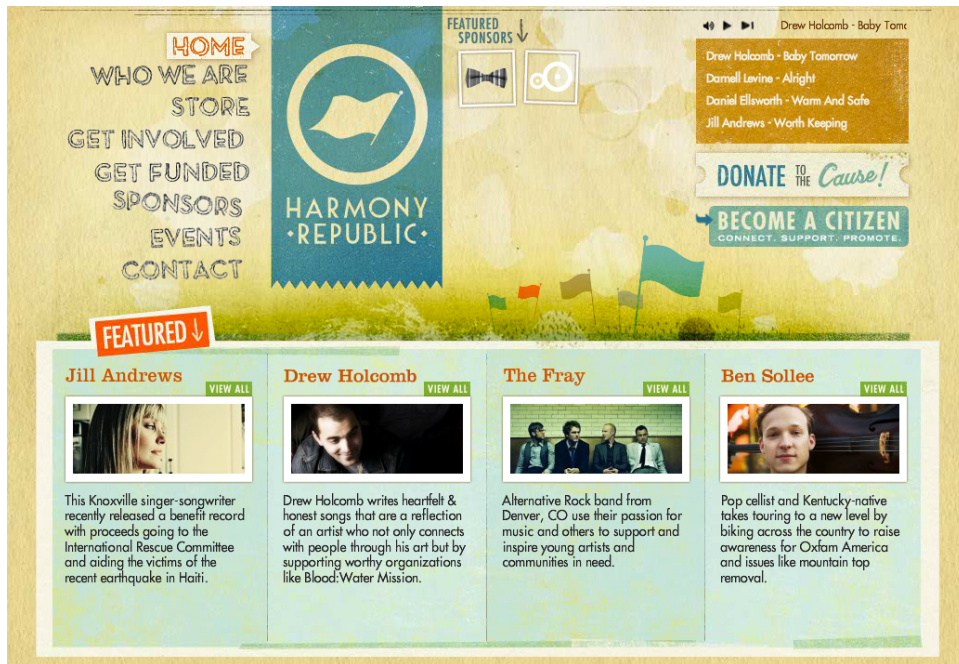 HOME
WHO WE ARE
STORE
GET INVOLVED
GET FUNDED
SPONSORS
EVENTS
CONTACT
HARMONY
•REPUBLIC•
FEATURED
SPONSORS
Drew Holcomb - Baby Tomo
Drew Holcomb - Baby Tomorrow
Darnell Levine - Alright
Daniel Ellsworth - Warm And Safe
Jill Andrews - Worth Keeping
DONATE TO THE Cause!
BECOME A CITIZEN
CONNECT. SUPPORT. PROMOTE.
FEATURED
Jill Andrews
VIEW ALL
This Knoxville singer-songwriter
recently released a benefit record
with proceeds going to the
International Rescue Committee
and aiding the victims of the
recent earthquake in Haiti.
Drew Holcomb
VIEW ALL
Drew Holcomb writes heartfelt &
honest songs that are a reflection
of an artist who not only connects
with people through his art but by
supporting worthy organizations
like Blood:Water Mission.
The Fray
VIEW ALL
Alternative Rock band from
Denver, CO use their passion for
music and others to support and
inspire young artists and
communities in need.
Ben Sollee
VIEW ALL
Pop cellist and Kentucky-native
takes touring to a new level by
biking across the country to raise
awareness for Oxfam America
and issues like mountain top
removal.